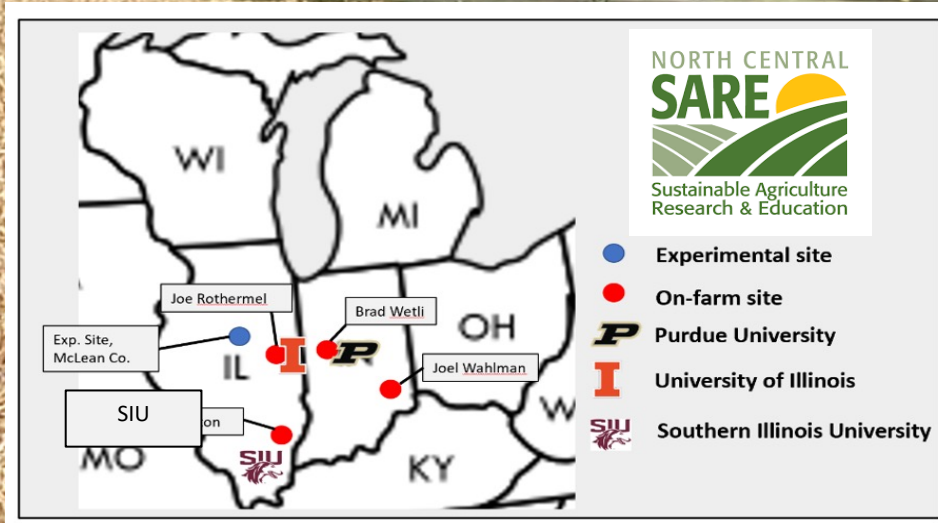 NORTH CENTRAL
SARE
Sustainable Agriculture
Research & Education
WI
MI
Joe Rothermel
Brad Wetli
Exp. Site,
McLean Co.
IL
I
P
OH
Joel Wahlman
SIU
on
MO
SIU
KY
W
Experimental site
On-farm site
P
Purdue University
I
University of Illinois
SIU
Southern Illinois University